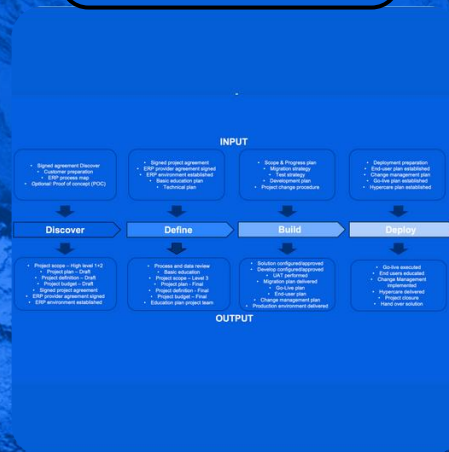 INPUT
• Signed agreement Discover
• Customer preparation
• ERP process map
• Optional: Proof of concept (POC)
• Signed project agreement
• ERP provider agreement signed
• ERP environment established
• Basic education plan
• Technical plan
• Scope & Progress plan
• Migration strategy
• Test strategy
• Development plan
• Project change procedure
• Deployment preparation
• End-user plan established
• Change management plan
• Go-live plan established
• Hypercare plan established
Discover
Define
Build
Deploy
• Project scope – High level 1+2
• Project plan – Draft
• Project definition – Draft
• Project budget – Draft
• Signed project agreement
• ERP provider agreement signed
• ERP environment established
• Process and data review
• Basic education
• Project scope – Level 3
• Project plan - Final
• Project definition - Final
• Project budget – Final
• Education plan project team
• Solution configured/approved
• Develop configured/approved
• UAT performed
• Migration plan delivered
• Go-Live plan
• End-user plan
• Change management plan
• Production environment delivered
• Go-live executed
• End users educated
• Change Management
implemented
• Hypercare delivered
• Project closure
• Hand over solution
OUTPUT